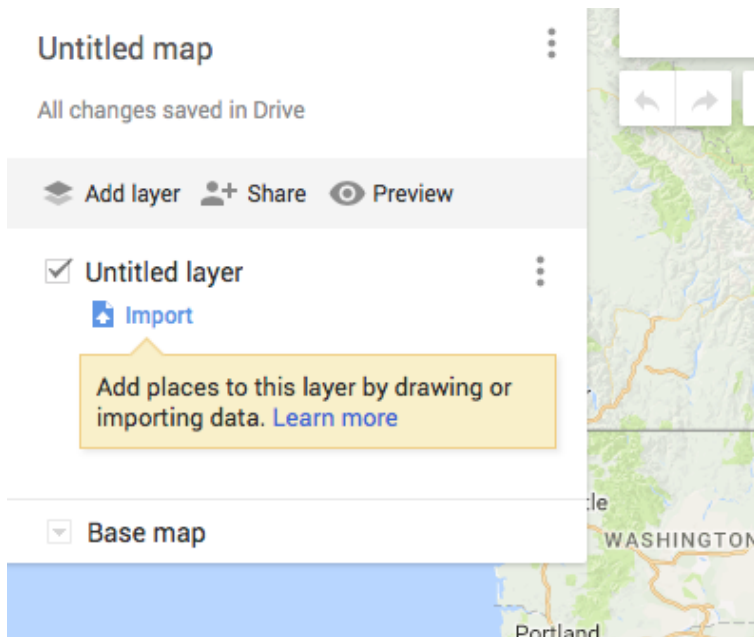 Untitled map
All changes saved in Drive
Add layer Share Preview
Untitled layer
Import
Add places to this layer by drawing or
importing data. Learn more
Base map
tle
WASHINGTON
Portland